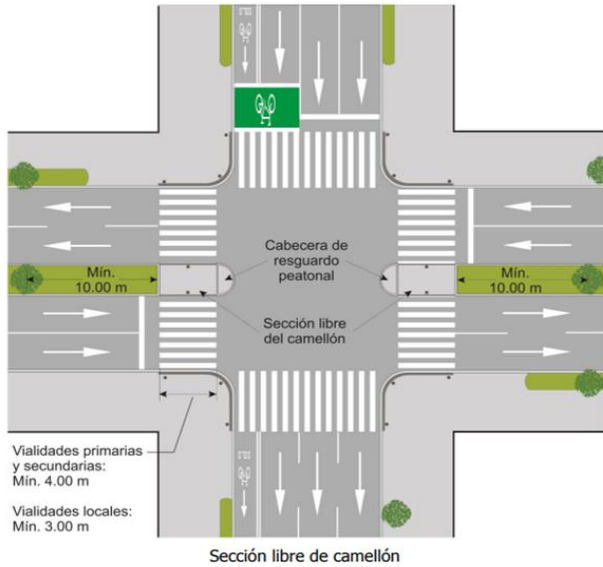 Cabecera de
resguardo
peatonal
Mín.
10.00 m
Mín.
10.00 m
Sección libre
del camellón
Vialidades primarias
y secundarias:
Mín. 4.00 m
Vialidades locales:
Mín. 3.00 m
Sección libre de camellón